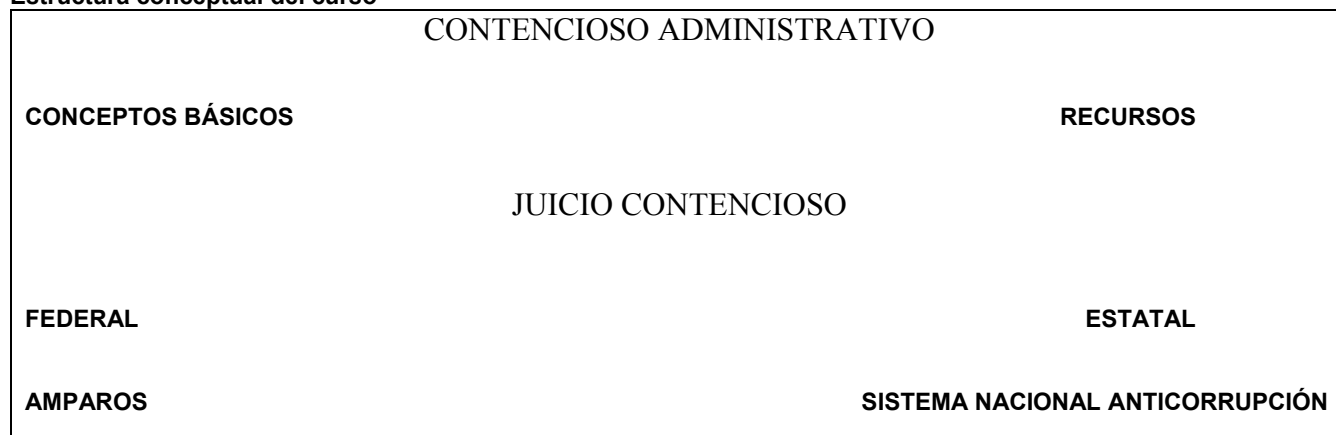 Estructura conceptual del curso
CONTENCIOSO ADMINISTRATIVO
CONCEPTOS BÁSICOS RECURSOS
JUICIO CONTENCIOSO
FEDERAL ESTATAL
AMPAROS SISTEMA NACIONAL ANTICORRUPCIÓN